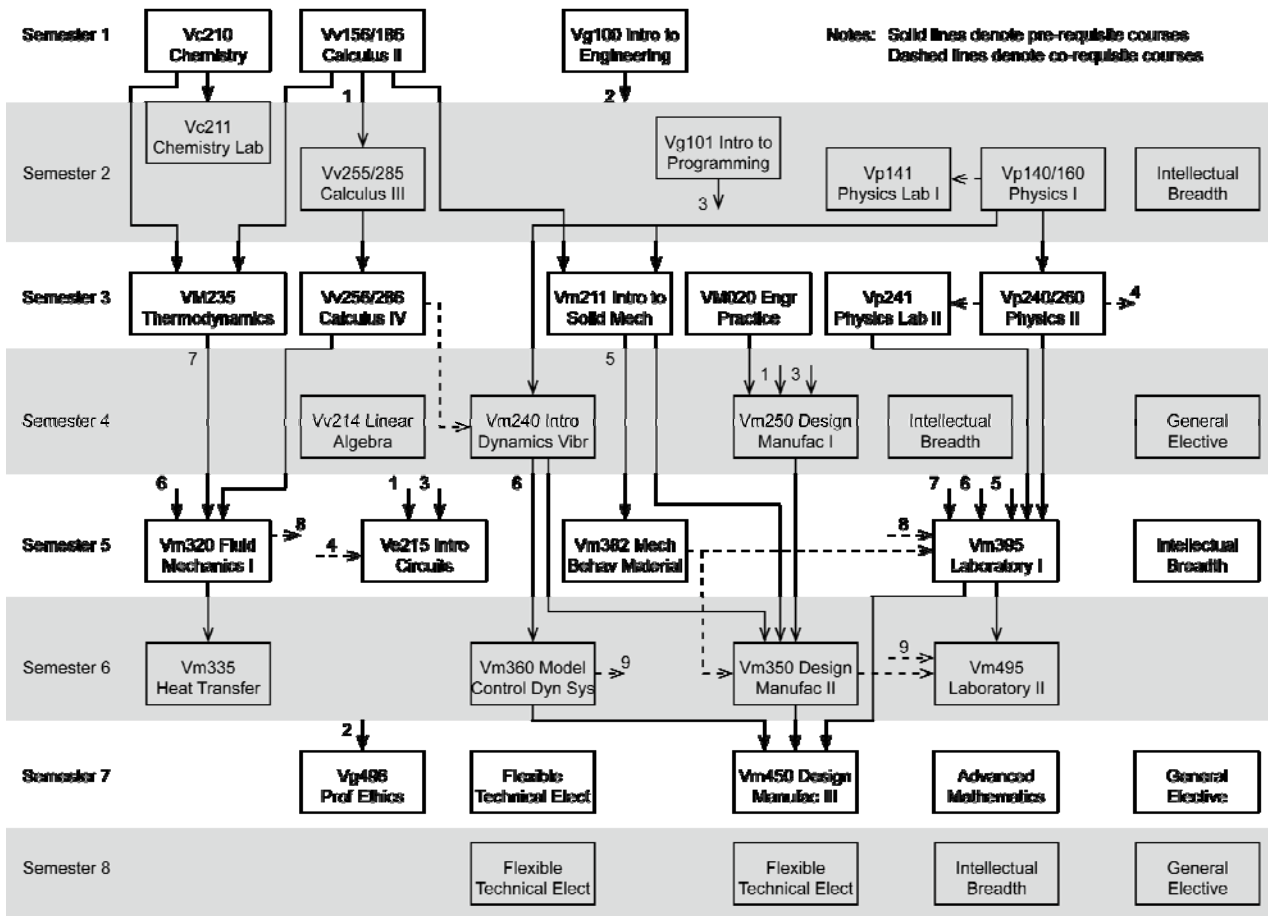 Semester 1
Vc210
Chemistry
Vv156/186
Calculus II
Vg100 Intro to
Engineering
Notes: Solid lines denote pre-requisite courses
Dashed lines denote co-requisite courses
1
2
Semester 2
Vc211
Chemistry Lab
Vv255/285
Calculus III
Vg101 Intro to
Programming
3
Vp141
Physics Lab I
Vp140/160
Physics I
Intellectual
Breadth
Semester 3
VM235
Thermodynamics
Vv256/286
Calculus IV
Vm211 Intro to
Solid Mech
VM020 Engr
Practice
Vp241
Physics Lab II
Vp240/260
Physics II
4
7
5
1
3
Semester 4
Vv214 Linear
Algebra
Vm240 Intro
Dynamics Vibr
Vm250 Design
Manufac I
Intellectual
Breadth
General
Elective
6
1
3
6
7
6
5
Semester 5
Vm320 Fluid
Mechanics I
8
4
Ve215 Intro
Circuits
Vm382 Mech
Behav Material
8
Vm395
Laboratory I
Intellectual
Breadth
Semester 6
Vm335
Heat Transfer
Vm360 Model
Control Dyn Sys
9
Vm350 Design
Manufac II
9
Vm495
Laboratory II
2
Semester 7
Vg496
Prof Ethics
Flexible
Technical Elect
Vm450 Design
Manufac III
Advanced
Mathematics
General
Elective
Semester 8
Flexible
Technical Elect
Flexible
Technical Elect
Intellectual
Breadth
General
Elective